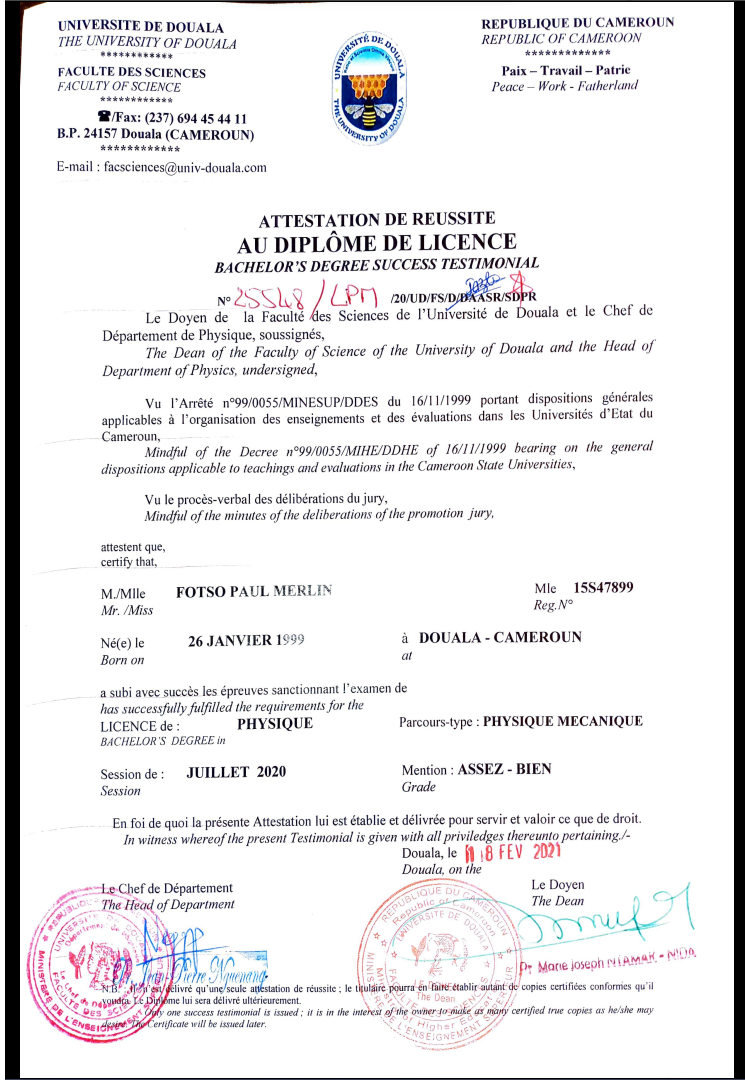 UNIVERSITE DE DOUALA
THE UNIVERSITY OF DOUALA
************
FACULTE DES SCIENCES
FACULTY OF SCIENCE
************
☎/Fax: (237) 694 45 44 11
B.P. 24157 Douala (CAMEROUN)
************
E-mail : facsciences@univ-douala.com
UNIVERSITÉ DE DOUALA
THE UNIVERSITY OF DOUALA
REPUBLIQUE DU CAMEROUN
REPUBLIC OF CAMEROON
*************
Paix – Travail – Patrie
Peace – Work - Fatherland
ATTESTATION DE REUSSITE
AU DIPLÔME DE LICENCE
BACHELOR'S DEGREE SUCCESS TESTIMONIAL
N° 25548/LPM /20/UD/FS/D/DAASR/SDPR
Le Doyen de la Faculté des Sciences de l'Université de Douala et le Chef de
Département de Physique, soussignés,
The Dean of the Faculty of Science of the University of Douala and the Head of
Department of Physics, undersigned,
Vu l'Arrêté n°99/0055/MINESUP/DDES du 16/11/1999 portant dispositions générales
applicables à l'organisation des enseignements et des évaluations dans les Universités d'Etat du
Cameroun,
Mindful of the Decree n°99/0055/MIHE/DDHE of 16/11/1999 bearing on the general
dispositions applicable to teachings and evaluations in the Cameroon State Universities,
Vu le procès-verbal des délibérations du jury,
Mindful of the minutes of the deliberations of the promotion jury,
attestent que,
certify that,
M./Mlle FOTSO PAUL MERLIN Mle 15S47899
Mr. /Miss Reg.N°
Né(e) le 26 JANVIER 1999 à DOUALA - CAMEROUN
Born on at
a subi avec succès les épreuves sanctionnant l'examen de
has successfully fulfilled the requirements for the
LICENCE de : PHYSIQUE Parcours-type : PHYSIQUE MECANIQUE
BACHELOR'S DEGREE in
Session de : JUILLET 2020 Mention : ASSEZ - BIEN
Session Grade
En foi de quoi la présente Attestation lui est établie et délivrée pour servir et valoir ce que de droit.
In witness whereof the present Testimonial is given with all priviledges thereunto pertaining./-
Douala, le 18 FEV 2021
Douala, on the
Le Chef de Département Le Doyen
The Head of Department The Dean
REPUBLIQUE DU CAMEROUN
Republic of Cameroon
UNIVERSITE DE DOUALA
The Dean
Jean Pierre Nguenang
Pr Marie Joseph NTAMAK - NIDA
N.B. : Il n'est délivré qu'une seule attestation de réussite ; le titulaire pourra en faire établir autant de copies certifiées conformes qu'il
voudra. Le Diplôme lui sera délivré ultérieurement.
Only one success testimonial is issued ; it is in the interest of the owner to make as many certified true copies as he/she may
desire. The Certificate will be issued later.